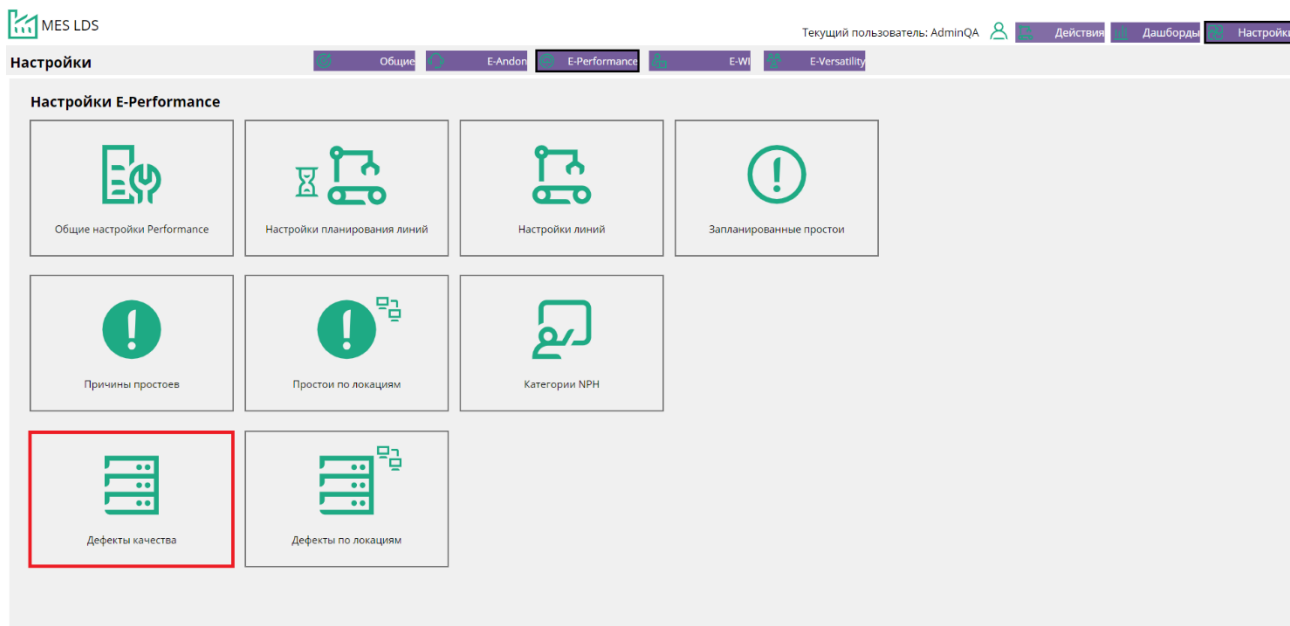 MES LDS
Текущий пользователь: AdminQA
Действия
Дашборды
Настройки
Настройки
Общие
E-Andon
E-Performance
E-WI
E-Versatility
Настройки E-Performance
Общие настройки Performance
Настройки планирования линий
Настройки линий
Запланированные простои
Причины простоев
Простои по локациям
Категории NPH
Дефекты качества
Дефекты по локациям